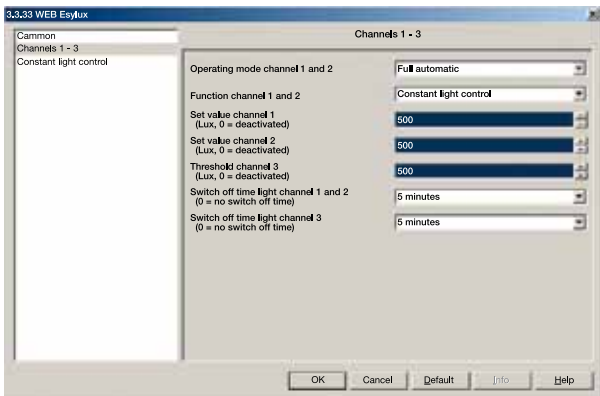 3.3.33 WEB Esylux
Cammon
Channels 1 - 3
Constant light control
Channels 1 - 3
Operating mode channel 1 and 2
Full automatic
Function channel 1 and 2
Constant light control
Set value channel 1
(Lux, 0 = deactivated)
500
Set value channel 2
(Lux, 0 = deactivated)
500
Threshold channel 3
(Lux, 0 = deactivated)
500
Switch off time light channel 1 and 2
(0 = no switch off time)
5 minutes
Switch off time light channel 3
(0 = no switch off time)
5 minutes
OK Cancel Default Info Help